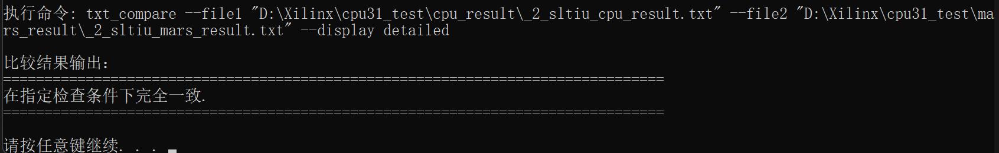 执行命令: txt_compare --file1 "D:\Xilinx\cpu31_test\cpu_result\_2_sltiu_cpu_result.txt" --file2 "D:\Xilinx\cpu31_test\ma
rs_result\_2_sltiu_mars_result.txt" --display detailed
比较结果输出：
================================================================================
在指定检查条件下完全一致.
================================================================================
请按任意键继续. . .